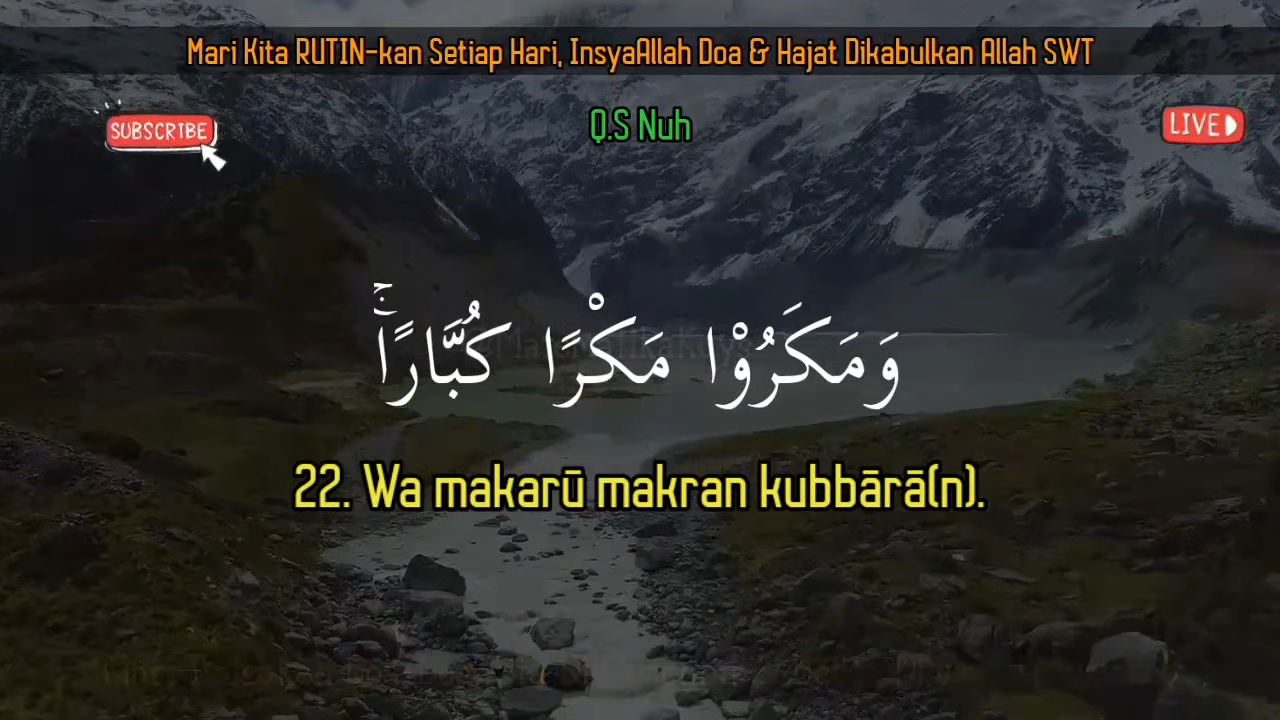 Mari Kita RUTIN-kan Setiap Hari, InsyaAllah Doa & Hajat Dikabulkan Allah SWT
Q.S Nuh
SUBSCRIBE
LIVE
وَمَكَرُوْا مَكْرًا كُبَّارًاۚ
22. Wa makarū makran kubbārā(n).